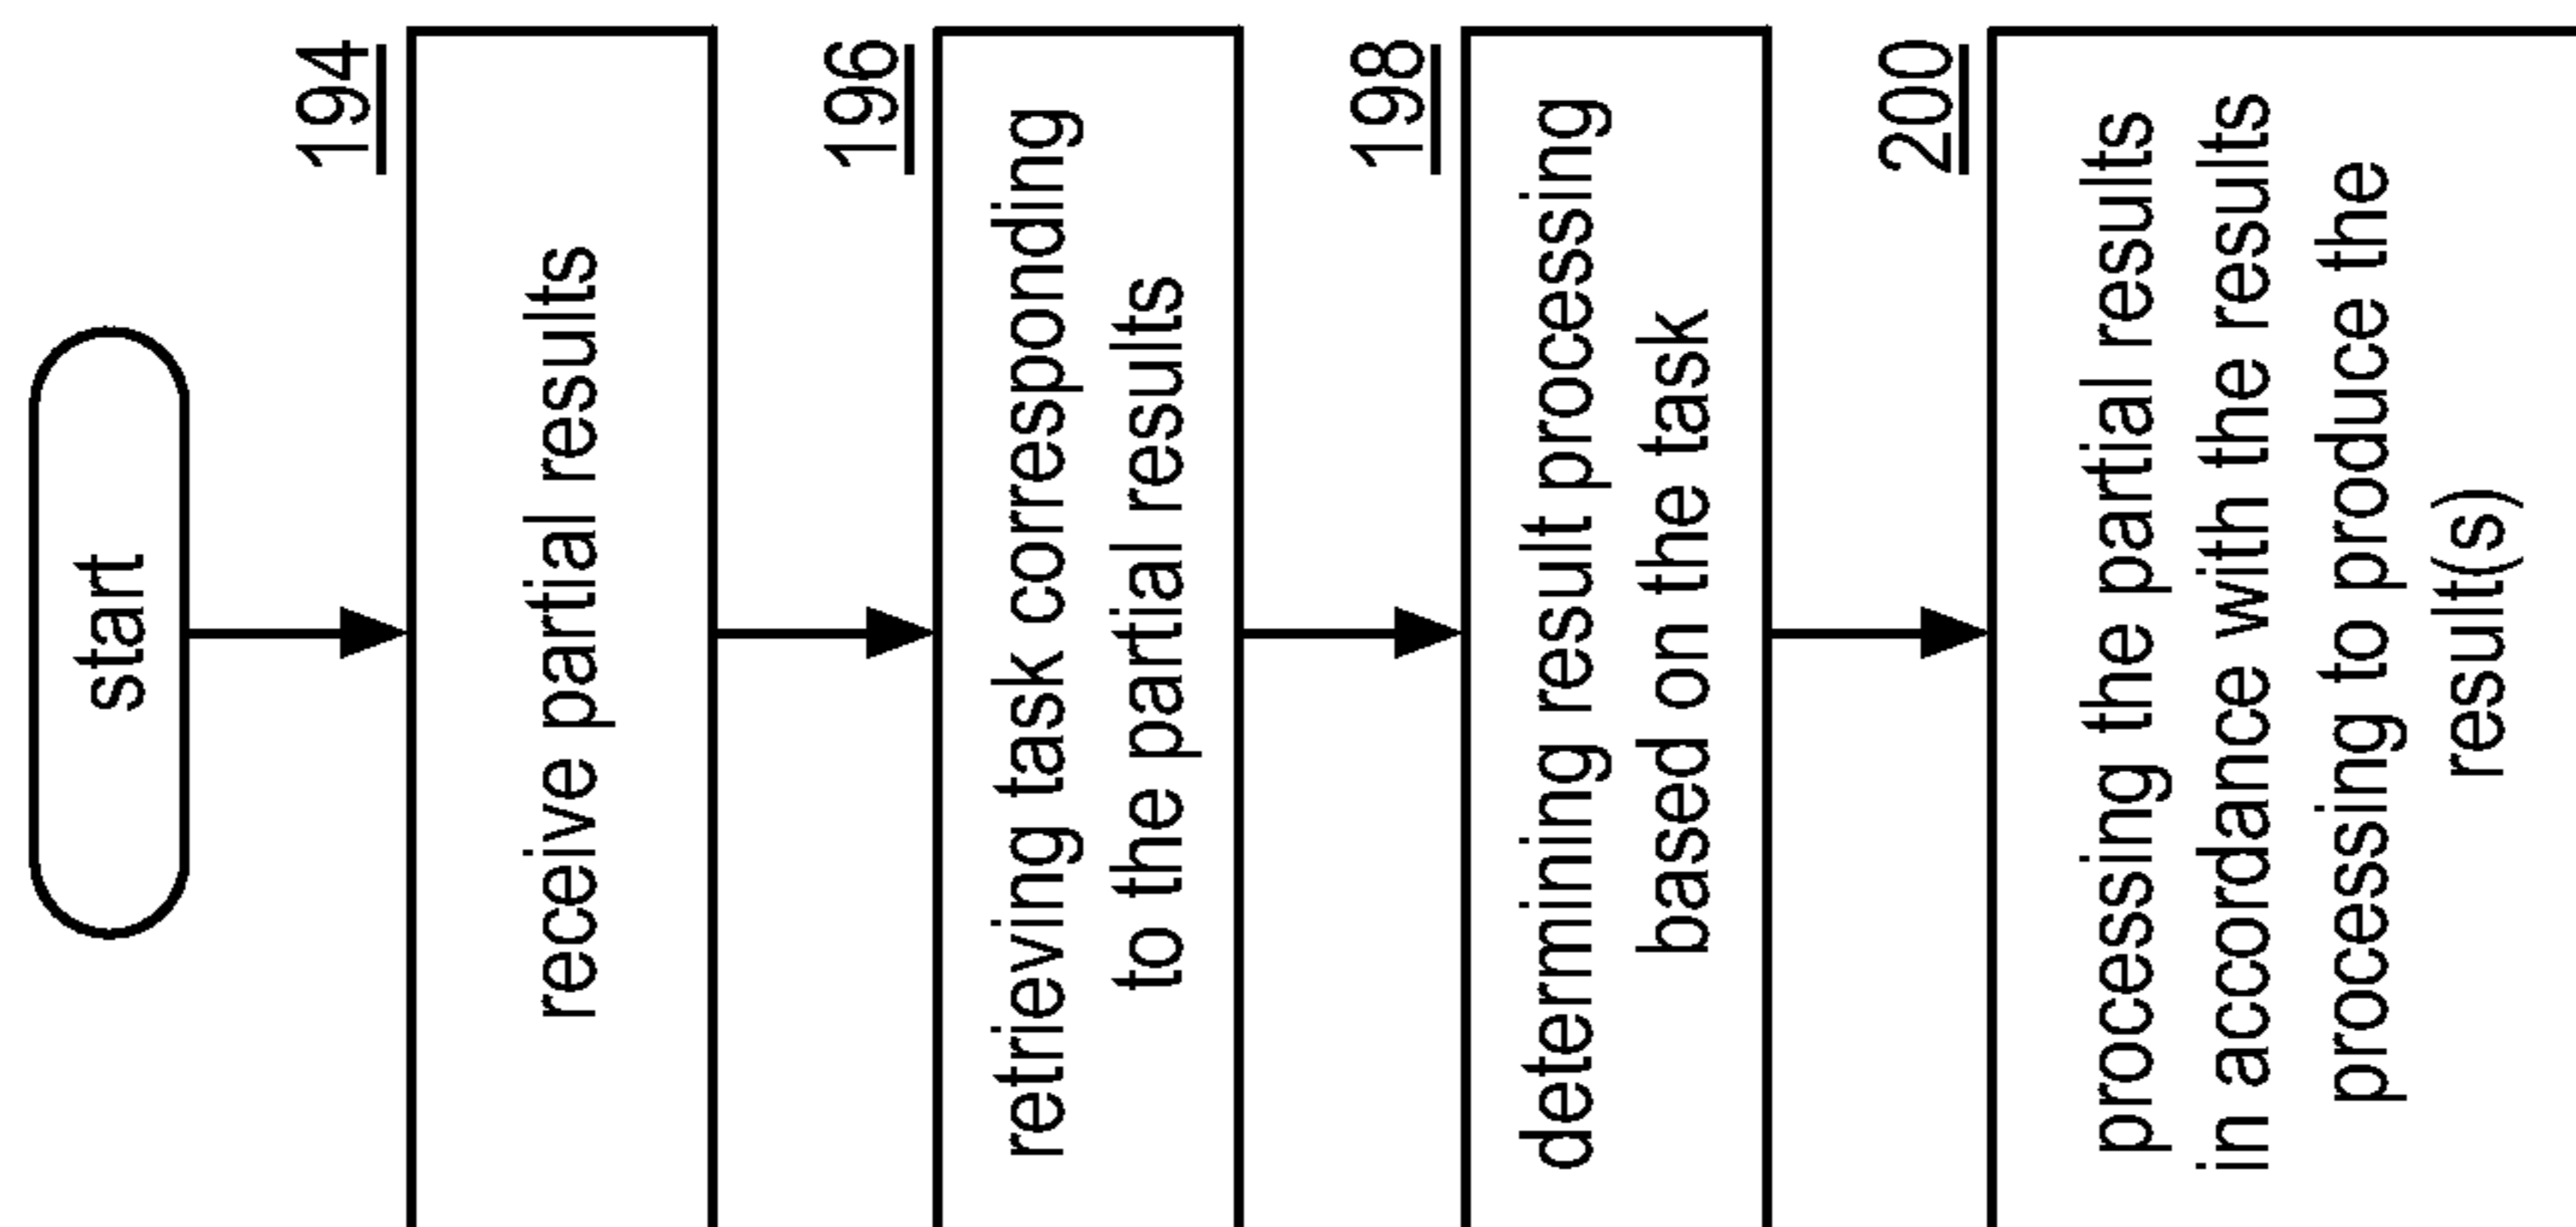 start
194
receive partial results
196
retrieving task corresponding
to the partial results
198
determining result processing
based on the task
200
processing the partial results
in accordance with the results
processing to produce the
result(s)